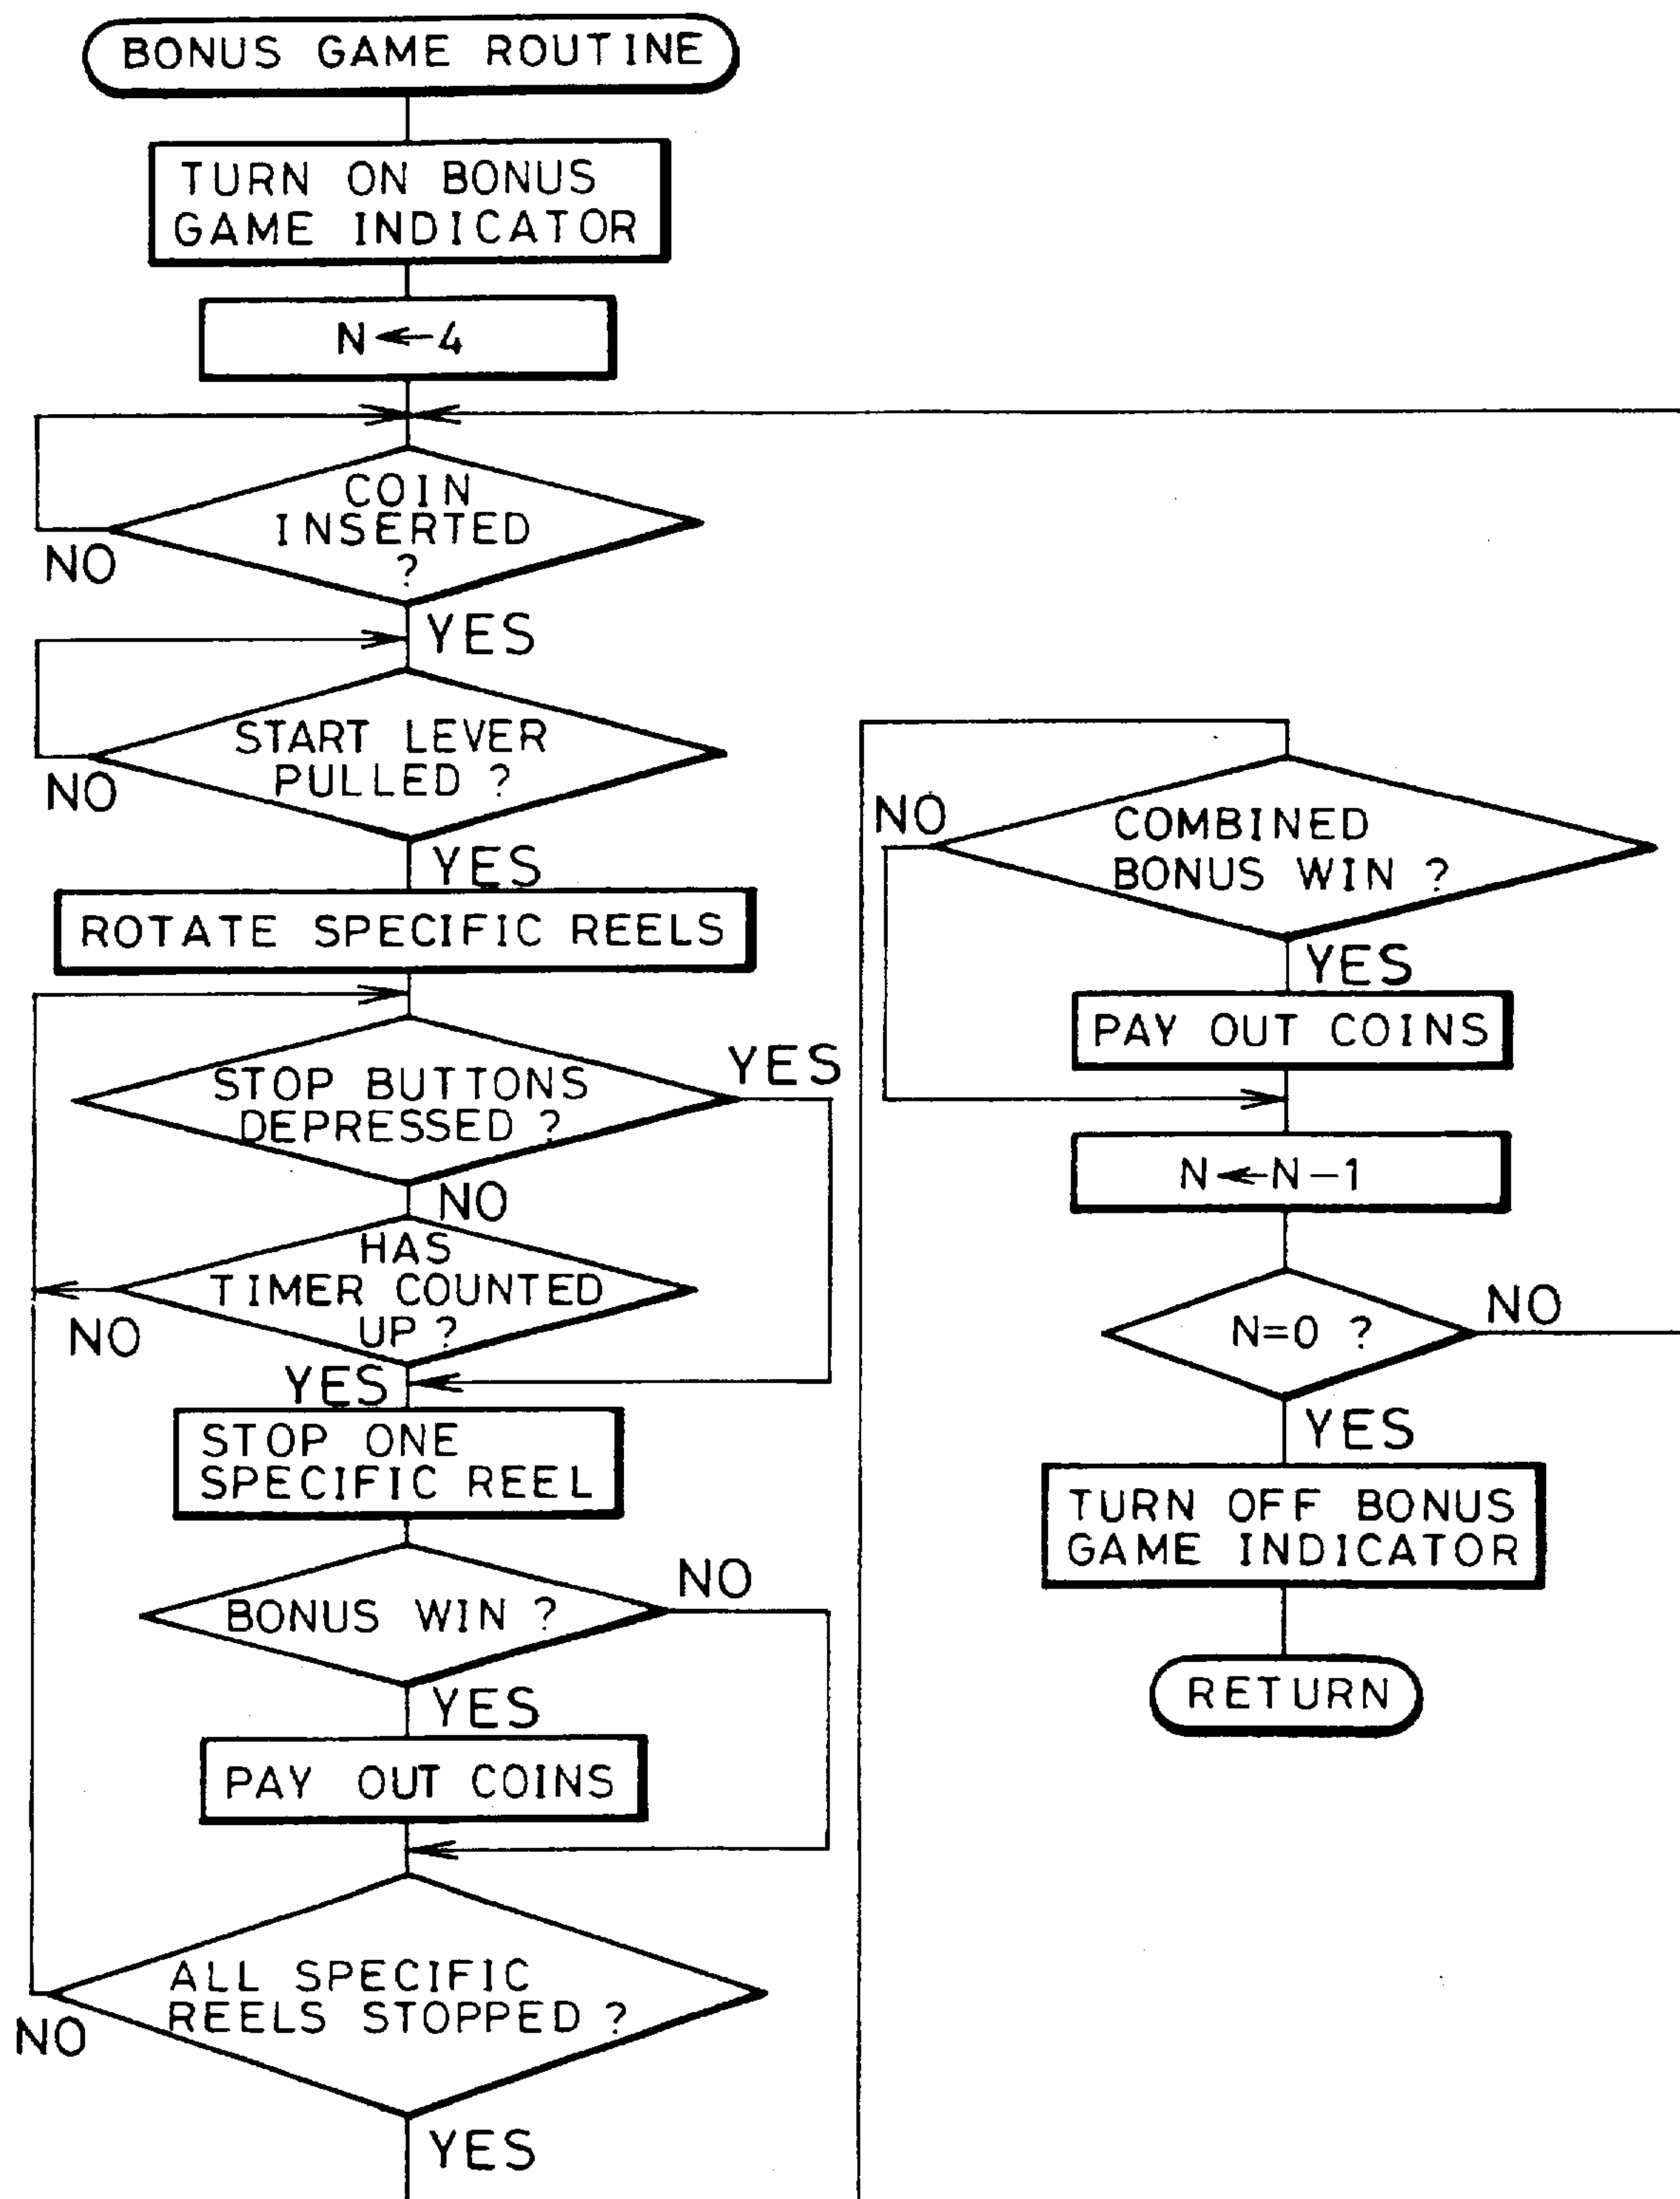 BONUS GAME ROUTINE
TURN ON BONUS
GAME INDICATOR
N←4
COIN
INSERTED
?
NO
YES
START LEVER
PULLED ?
NO
YES
ROTATE SPECIFIC REELS
STOP BUTTONS
DEPRESSED ?
YES
NO
HAS
TIMER COUNTED
UP ?
NO
YES
STOP ONE
SPECIFIC REEL
BONUS WIN ?
NO
YES
PAY OUT COINS
ALL SPECIFIC
REELS STOPPED ?
NO
YES
COMBINED
BONUS WIN ?
NO
YES
PAY OUT COINS
N←N-1
N=0 ?
NO
YES
TURN OFF BONUS
GAME INDICATOR
RETURN